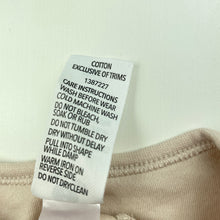 COTTON
EXCLUSIVE OF TRIMS
1387227
CARE INSTRUCTIONS
WASH BEFORE WEAR
COLD MACHINE WASH
DO NOT BLEACH,
SOAK OR RUB
DO NOT TUMBLE DRY
DRY WITHOUT DELAY
PULL INTO SHAPE
WHILE DAMP
WARM IRON ON
REVERSE SIDE
DO NOT DRYCLEAN